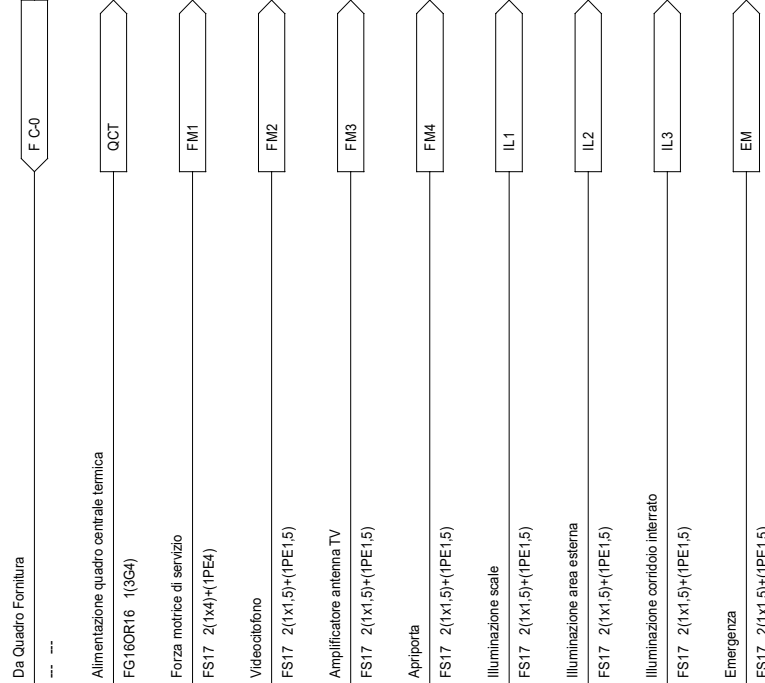 Da Quadro Fornitura
--- ---
F C-0
Alimentazione quadro centrale termica
FG16OR16 1(3G4)
QCT
Forza motrice di servizio
FS17 2(1x4)+(1PE4)
FM1
Videocitofono
FS17 2(1x1,5)+(1PE1,5)
FM2
Amplificatore antenna TV
FS17 2(1x1,5)+(1PE1,5)
FM3
Apriporta
FS17 2(1x1,5)+(1PE1,5)
FM4
Illuminazione scale
FS17 2(1x1,5)+(1PE1,5)
IL1
Illuminazione area esterna
FS17 2(1x1,5)+(1PE1,5)
IL2
Illuminazione corridoio interrato
FS17 2(1x1,5)+(1PE1,5)
IL3
Emergenza
FS17 2(1x1,5)+(1PE1,5)
EM